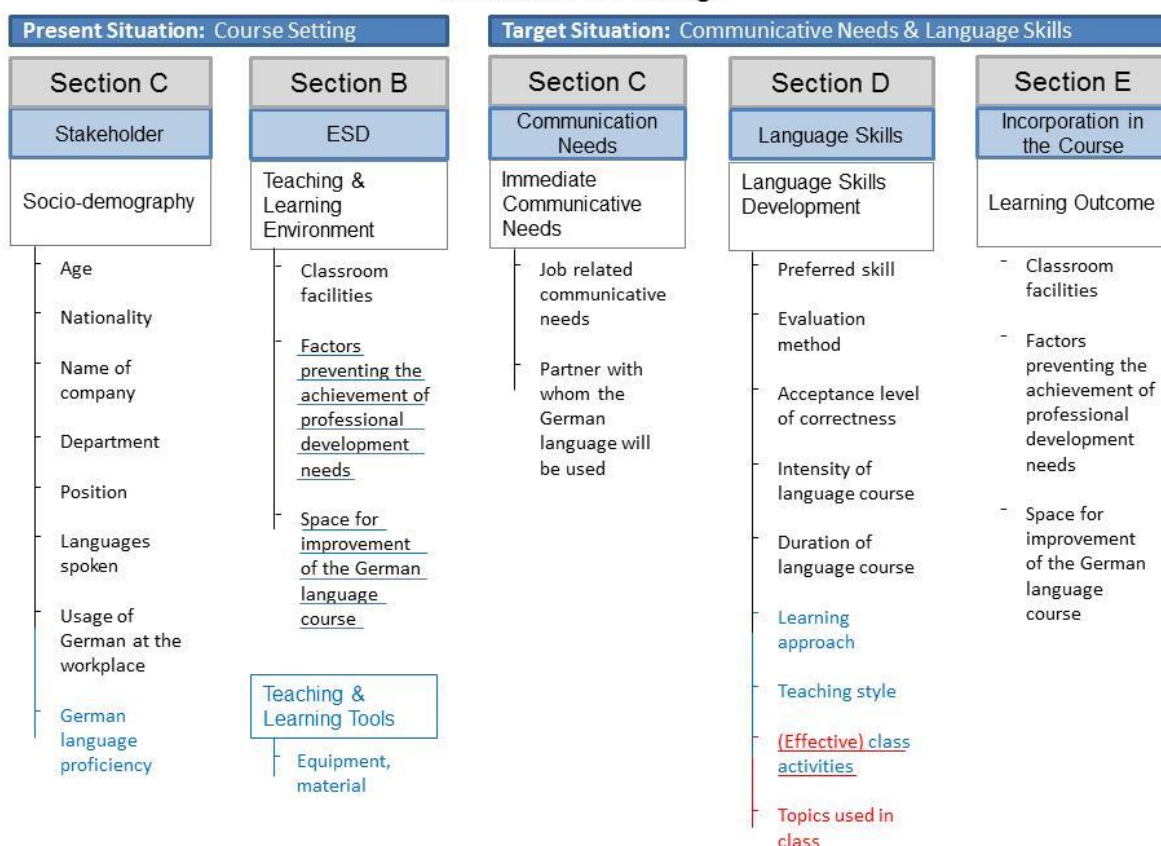 Present Situation: Course Setting
Target Situation: Communicative Needs & Language Skills
Section C
Stakeholder
Socio-demography
Age
Nationality
Name of
company
Department
Position
Languages
spoken
Usage of
German at the
workplace
German
language
proficiency
Section B
ESD
Teaching &
Learning
Environment
Classroom
facilities
Factors
preventing the
achievement of
professional
development
needs
Space for
improvement
of the German
language
course
Teaching &
Learning Tools
Equipment,
material
Section C
Communication
Needs
Immediate
Communicative
Needs
Job related
communicative
needs
Partner with
whom the
German
language will
be used
Section D
Language Skills
Language Skills
Development
Preferred skill
Evaluation
method
Acceptance level
of correctness
Intensity of
language course
Duration of
language course
Learning
approach
Teaching style
(Effective) class
activities
Topics used in
class
Section E
Incorporation in
the Course
Learning Outcome
Classroom
facilities
Factors
preventing the
achievement of
professional
development
needs
Space for
improvement
of the German
language
course